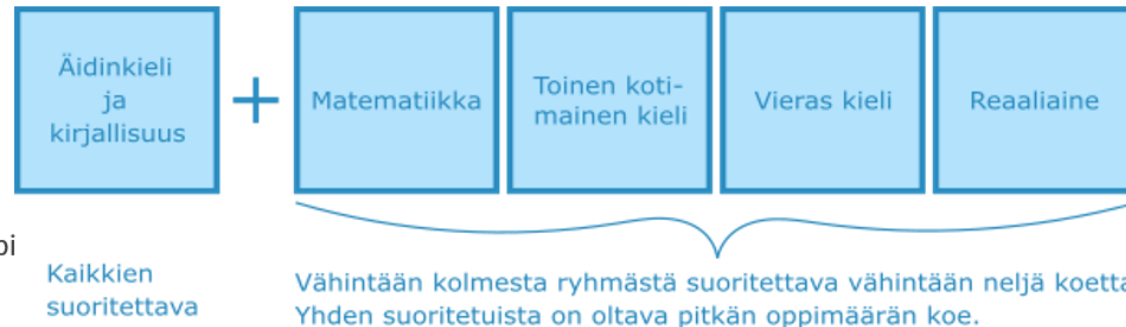 Äidinkieli
ja
kirjallisuus
+
Matematiikka
Toinen koti-
mainen kieli
Vieras kieli
Reaaliaine
Kaikkien
suoritettava
Vähintään kolmesta ryhmästä suoritettava vähintään neljä koetta
Yhden suoritetuista on oltava pitkän oppimäärän koe.